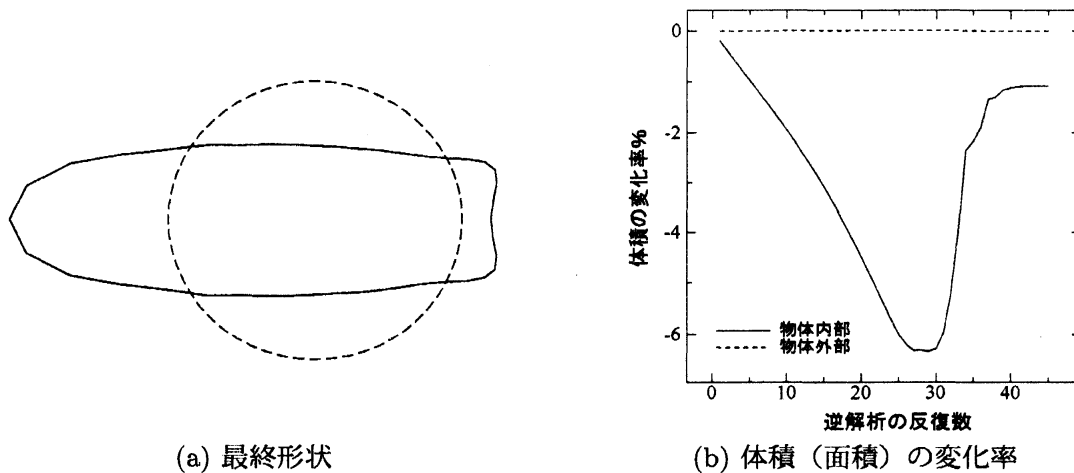 0
-2
-4
-6
体積の変化率%
物体内部
物体外部
0 10 20 30 40
逆解析の反復数
(a) 最終形状
(b) 体積（面積）の変化率